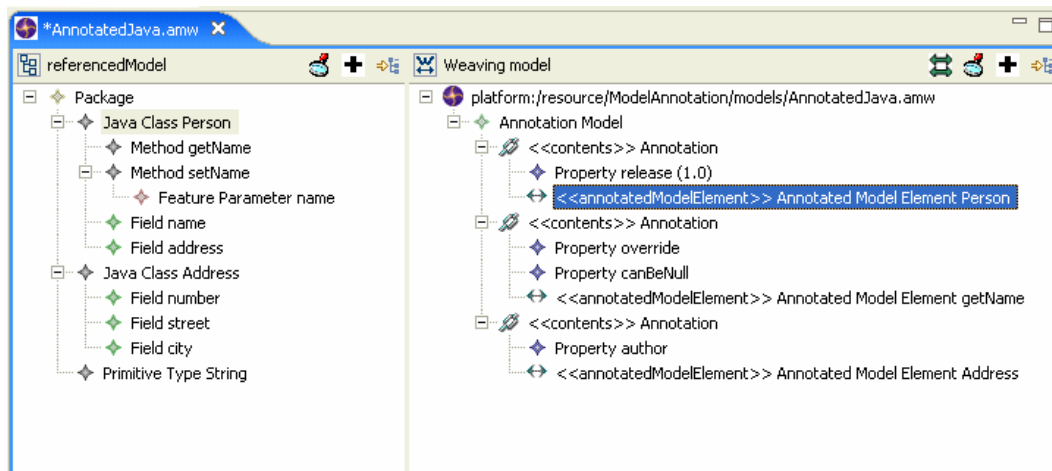 *AnnotatedJava.amw
referencedModel
Package
Java Class Person
Method getName
Method setName
Feature Parameter name
Field name
Field address
Java Class Address
Field number
Field street
Field city
Primitive Type String
Weaving model
platform:/resource/ModelAnnotation/models/AnnotatedJava.amw
Annotation Model
<<contents>> Annotation
Property release (1.0)
<<annotatedModelElement>> Annotated Model Element Person
<<contents>> Annotation
Property override
Property canBeNull
<<annotatedModelElement>> Annotated Model Element getName
<<contents>> Annotation
Property author
<<annotatedModelElement>> Annotated Model Element Address